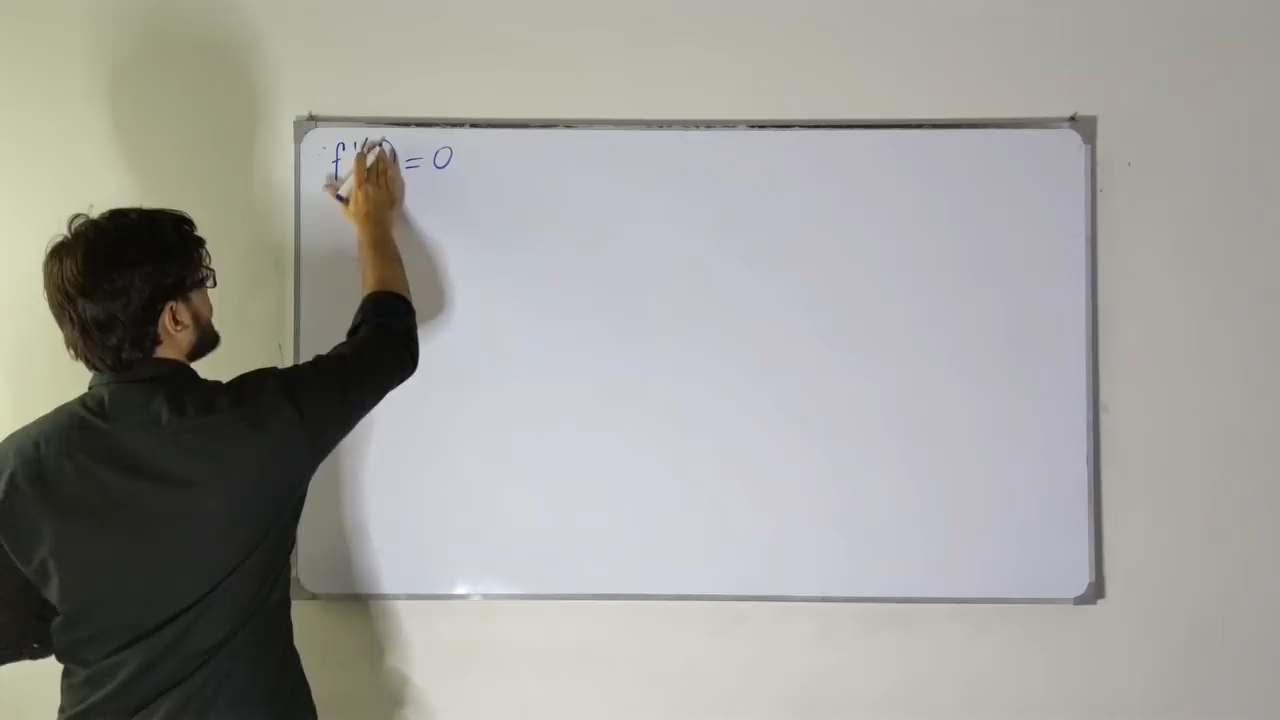 f'( ) = 0